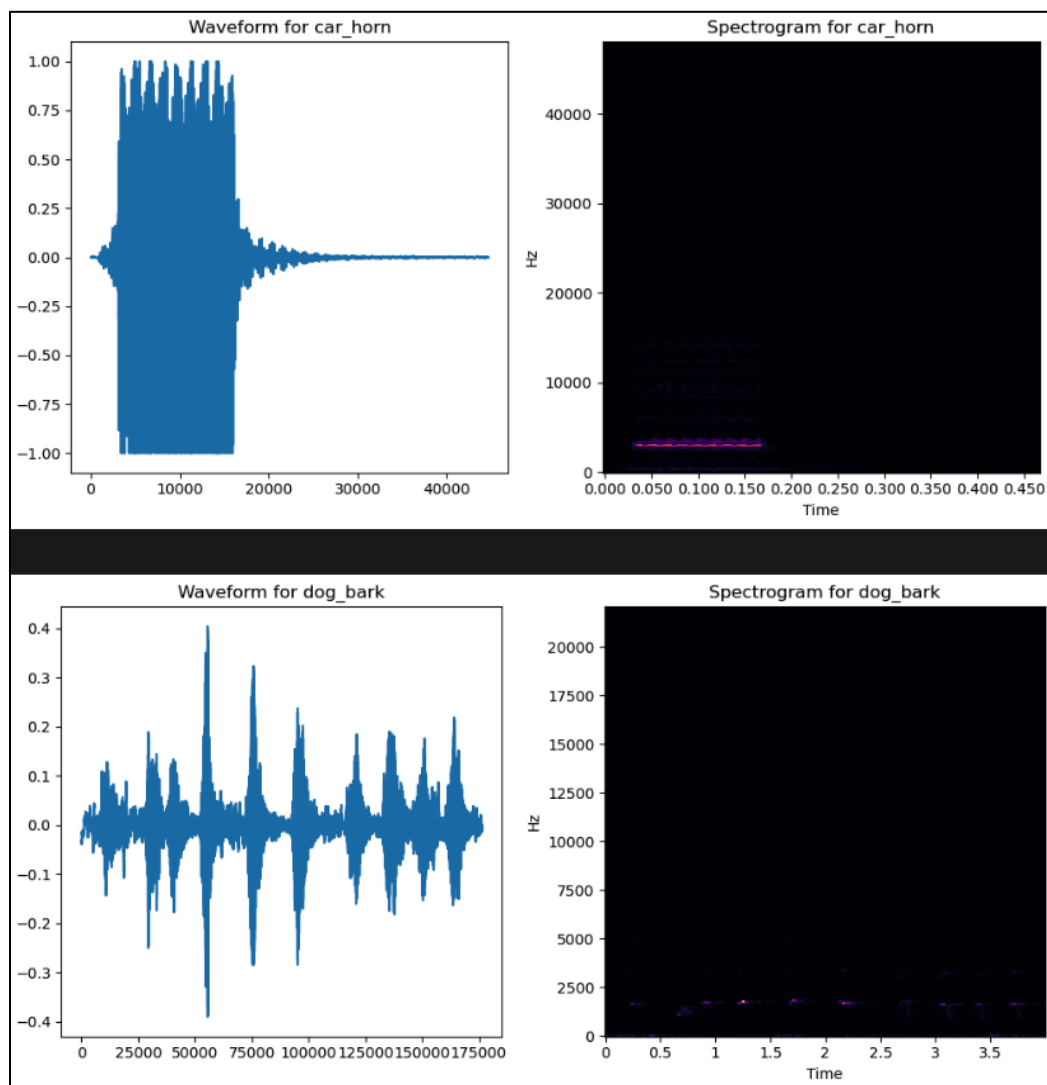 Waveform for car_horn
1.00
0.75
0.50
0.25
0.00
−0.25
−0.50
−0.75
−1.00
0 10000 20000 30000 40000
Spectrogram for car_horn
Hz
40000
30000
20000
10000
0
0.000 0.050 0.100 0.150 0.200 0.250 0.300 0.350 0.400 0.450
Time
Waveform for dog_bark
0.4
0.3
0.2
0.1
0.0
−0.1
−0.2
−0.3
−0.4
0 25000 50000 75000 100000 125000 150000 175000
Spectrogram for dog_bark
Hz
20000
17500
15000
12500
10000
7500
5000
2500
0
0 0.5 1 1.5 2 2.5 3 3.5
Time